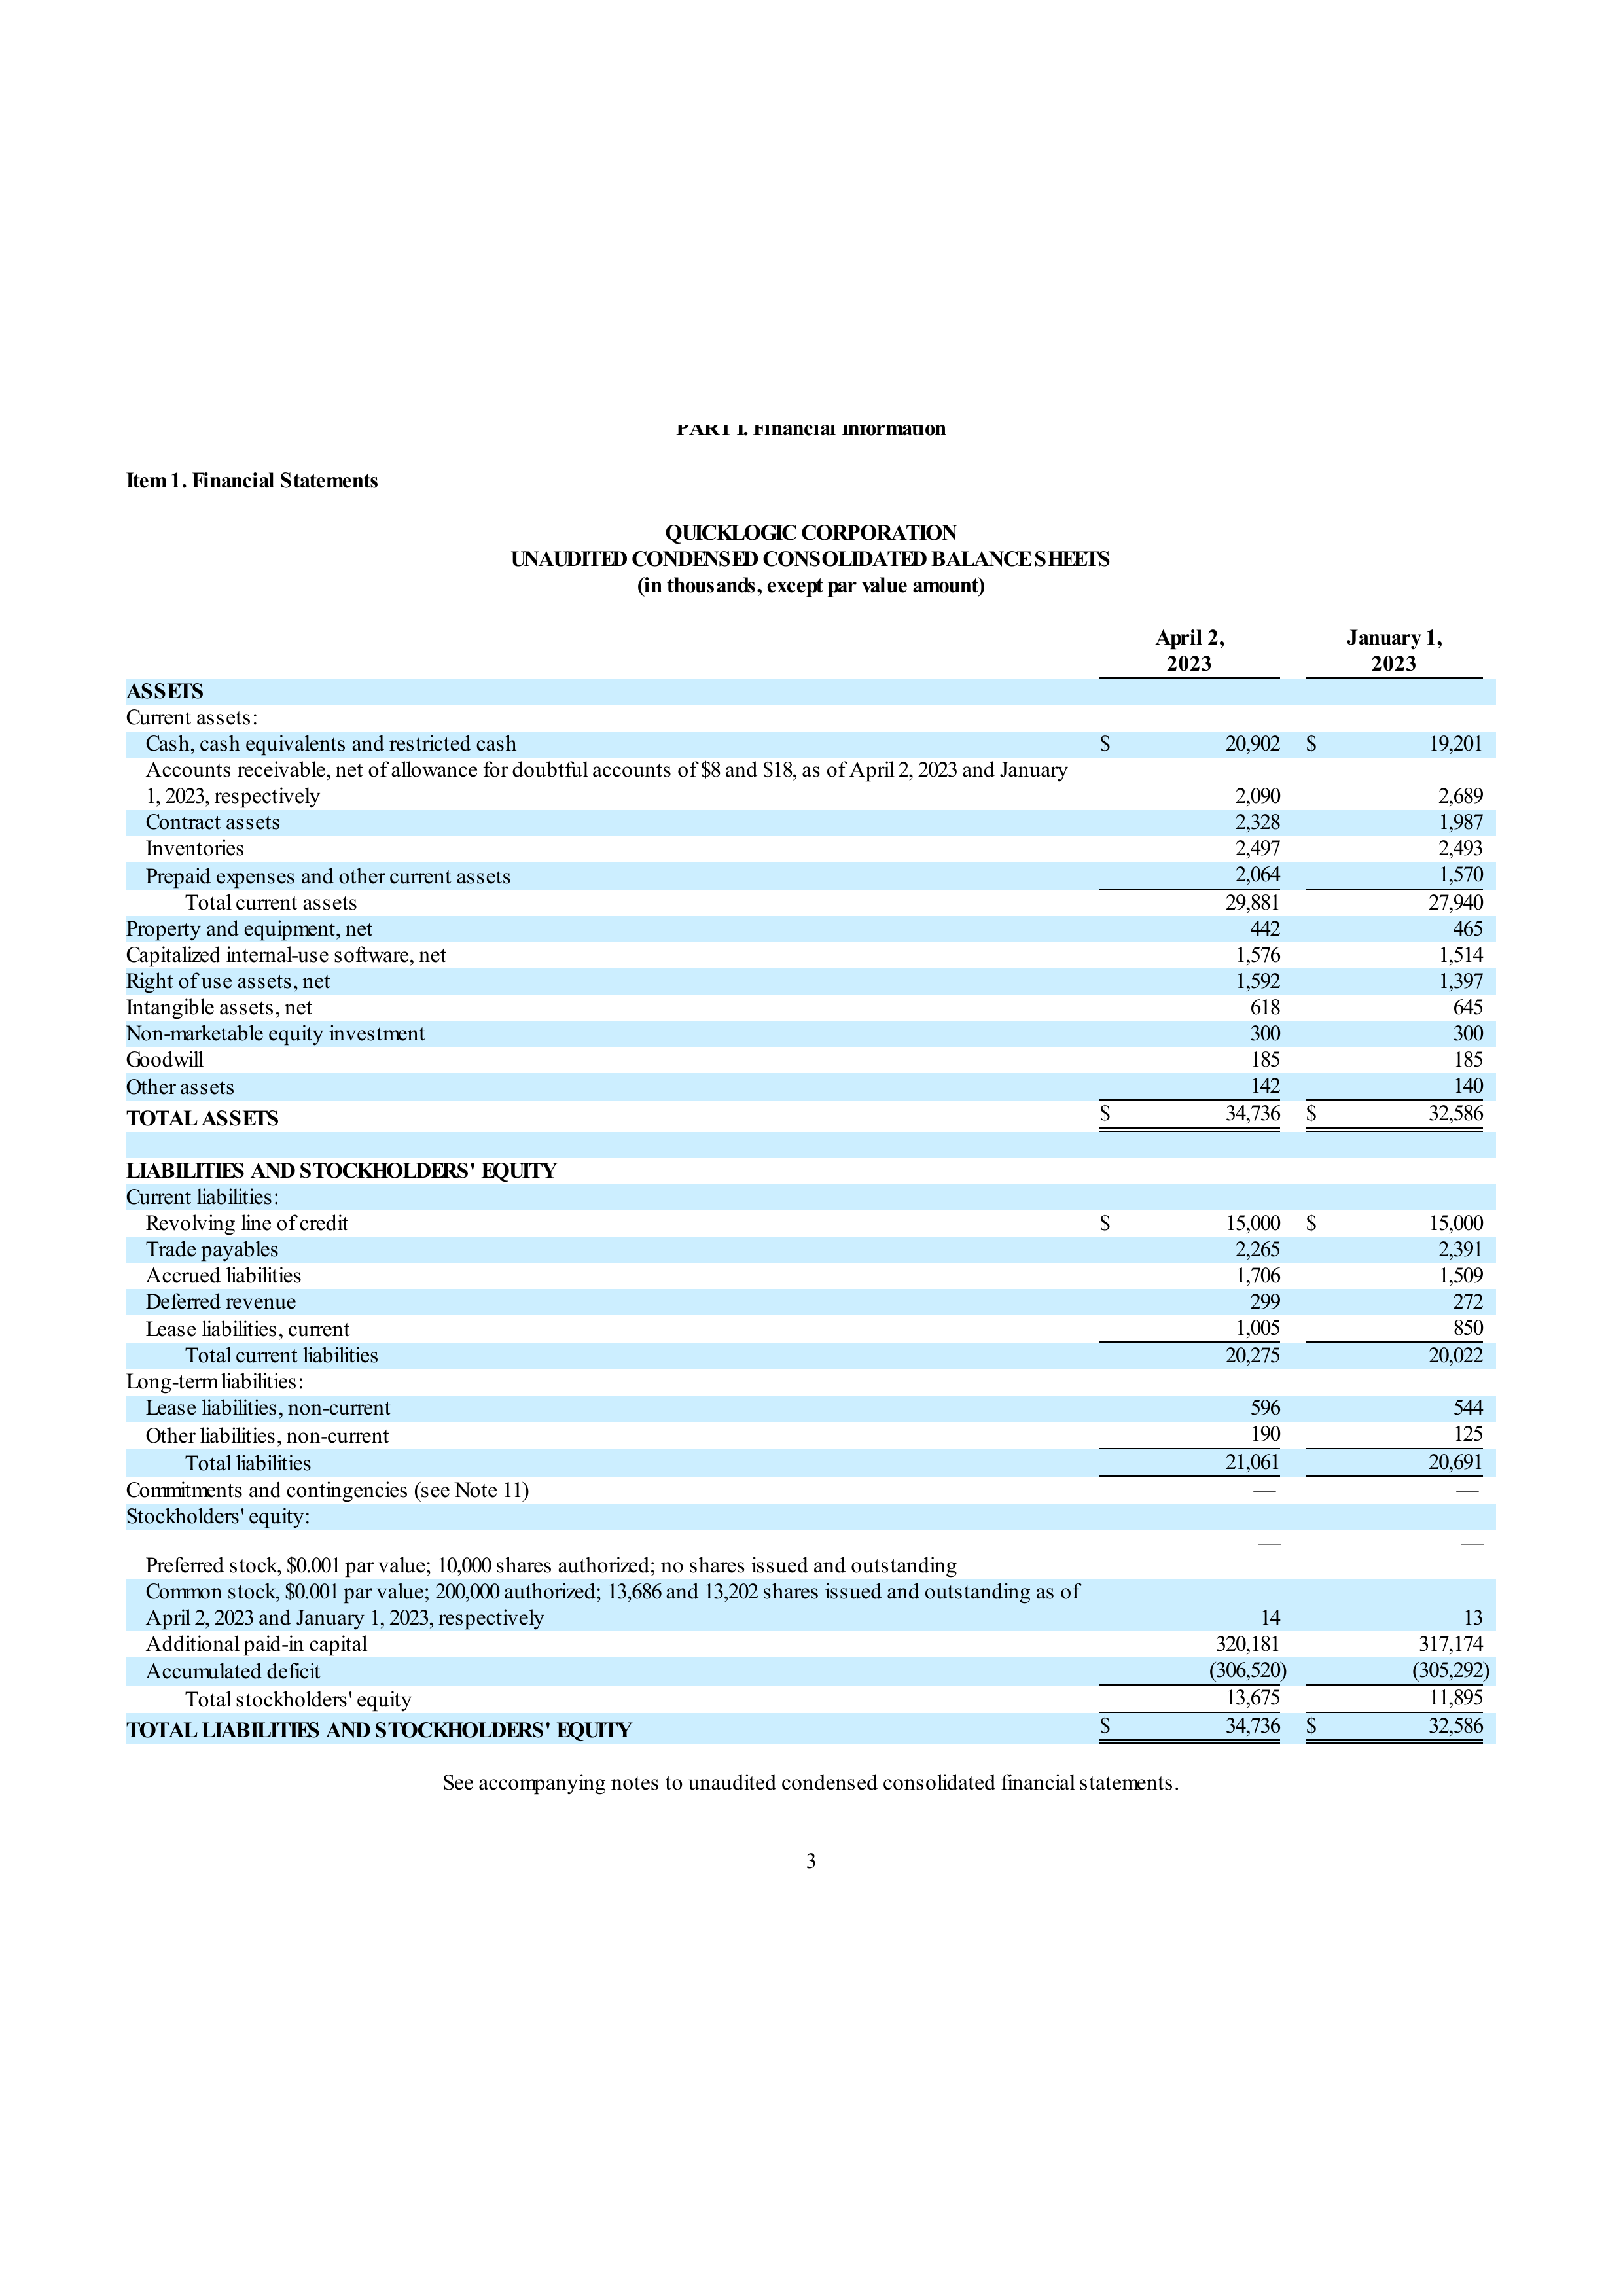 PART I. Financial Information
Item 1. Financial Statements
QUICKLOGIC CORPORATION
UNAUDITED CONDENSED CONSOLIDATED BALANCE SHEETS
(in thousands, except par value amount)
April 2, January 1,
2023 2023
ASSETS
Current assets:
Cash, cash equivalents and restricted cash $ 20,902 $ 19,201
Accounts receivable, net of allowance for doubtful accounts of $8 and $18, as of April 2, 2023 and January
1, 2023, respectively 2,090 2,689
Contract assets 2,328 1,987
Inventories 2,497 2,493
Prepaid expenses and other current assets 2,064 1,570
Total current assets 29,881 27,940
Property and equipment, net 442 465
Capitalized internal-use software, net 1,576 1,514
Right of use assets, net 1,592 1,397
Intangible assets, net 618 645
Non-marketable equity investment 300 300
Goodwill 185 185
Other assets 142 140
TOTAL ASSETS $ 34,736 $ 32,586
LIABILITIES AND STOCKHOLDERS' EQUITY
Current liabilities:
Revolving line of credit $ 15,000 $ 15,000
Trade payables 2,265 2,391
Accrued liabilities 1,706 1,509
Deferred revenue 299 272
Lease liabilities, current 1,005 850
Total current liabilities 20,275 20,022
Long-term liabilities:
Lease liabilities, non-current 596 544
Other liabilities, non-current 190 125
Total liabilities 21,061 20,691
Commitments and contingencies (see Note 11) — —
Stockholders' equity:
Preferred stock, $0.001 par value; 10,000 shares authorized; no shares issued and outstanding — —
Common stock, $0.001 par value; 200,000 authorized; 13,686 and 13,202 shares issued and outstanding as of
April 2, 2023 and January 1, 2023, respectively 14 13
Additional paid-in capital 320,181 317,174
Accumulated deficit (306,520) (305,292)
Total stockholders' equity 13,675 11,895
TOTAL LIABILITIES AND STOCKHOLDERS' EQUITY $ 34,736 $ 32,586
See accompanying notes to unaudited condensed consolidated financial statements.
3